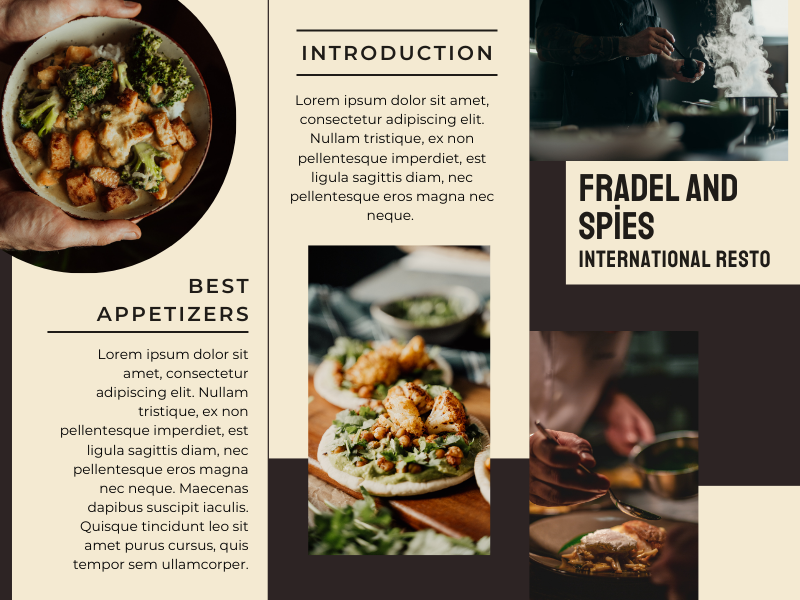 BEST
APPETIZERS
Lorem ipsum dolor sit
amet, consectetur
adipiscing elit. Nullam
tristique, ex non
pellentesque imperdiet, est
ligula sagittis diam, nec
pellentesque eros magna
nec neque. Maecenas
dapibus suscipit iaculis.
Quisque tincidunt leo sit
amet purus cursus, quis
tempor sem ullamcorper.
INTRODUCTION
Lorem ipsum dolor sit amet,
consectetur adipiscing elit.
Nullam tristique, ex non
pellentesque imperdiet, est
ligula sagittis diam, nec
pellentesque eros magna nec
neque.
FRADEL AND
SPİES
INTERNATIONAL RESTO